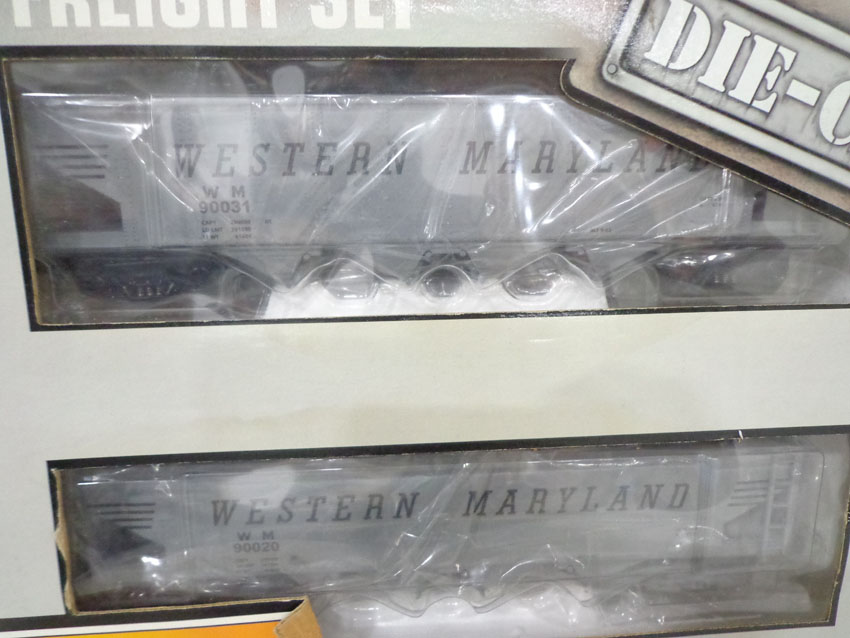 FREIGHT SET
DIE-C
WESTERN MARYLAND
W M
90031
WESTERN MARYLAND
W M
90020